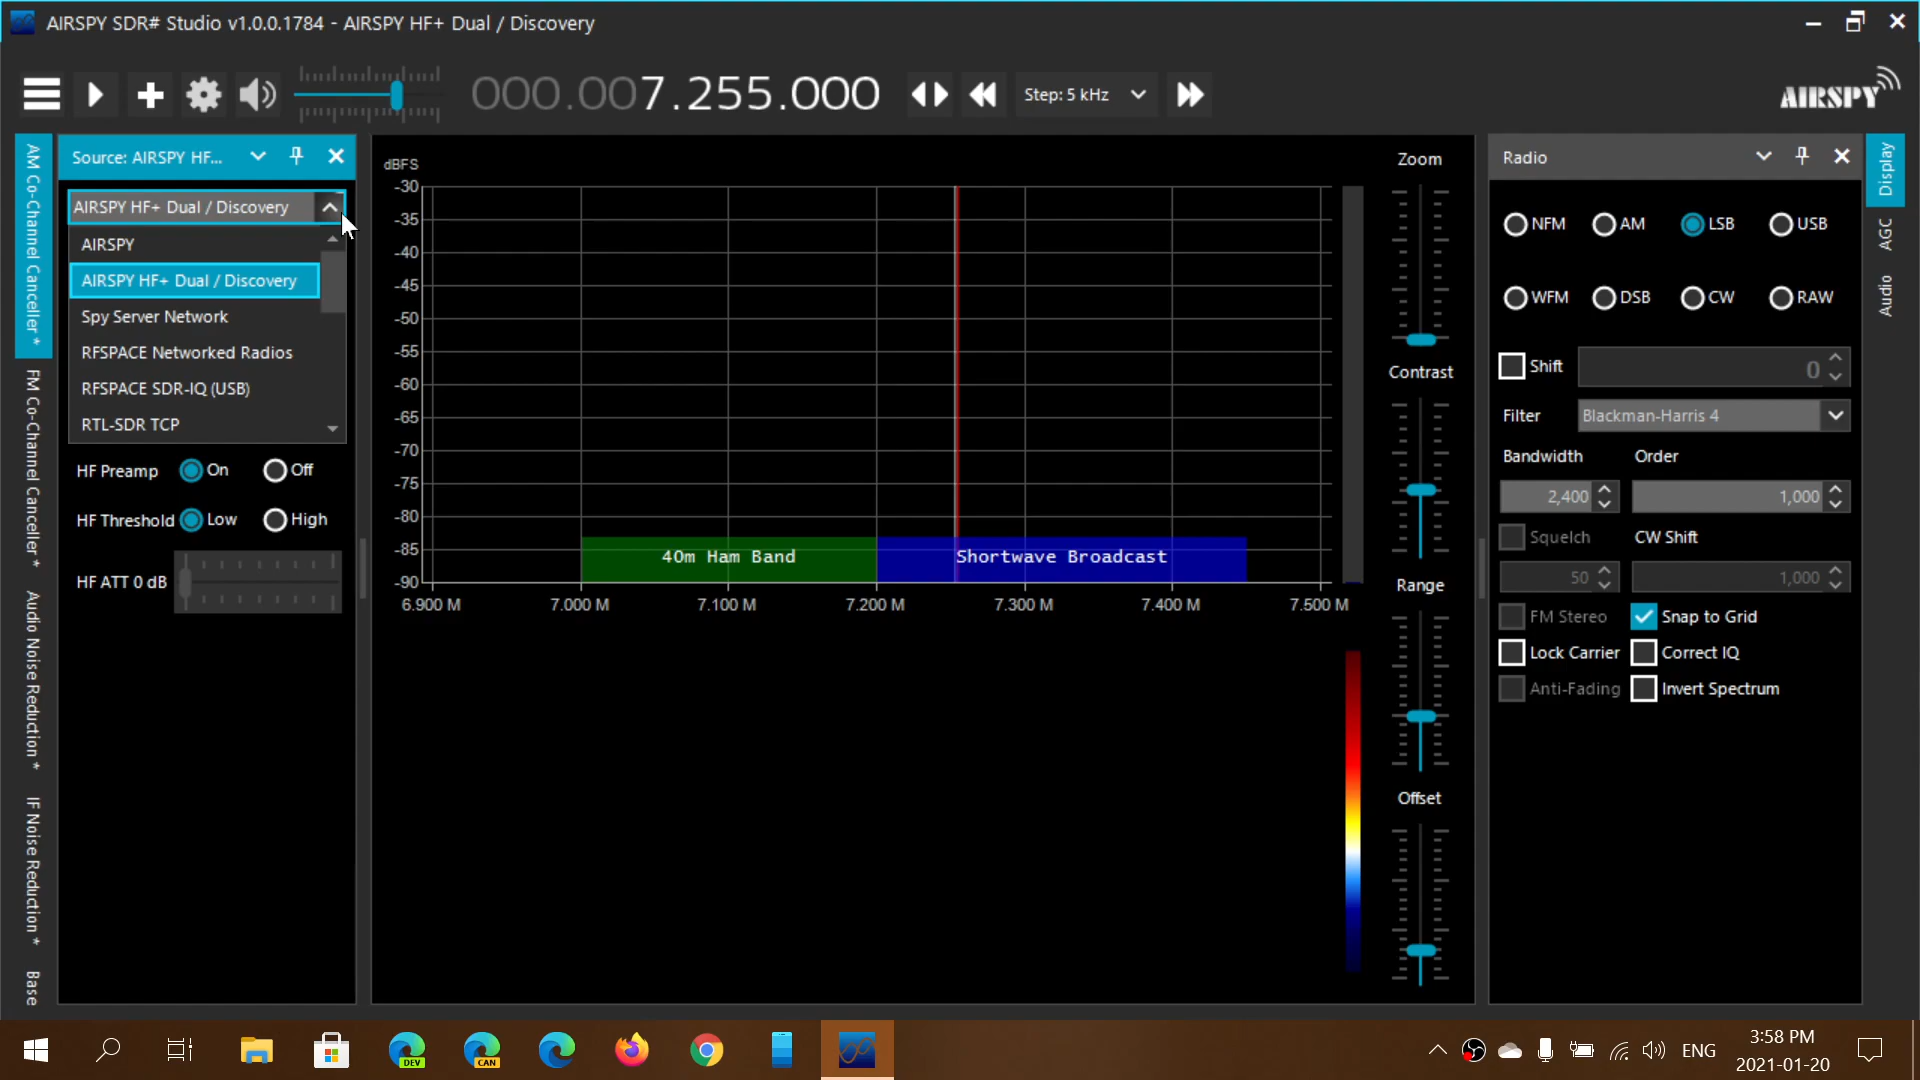 AIRSPY SDR# Studio v1.0.0.1784 - AIRSPY HF+ Dual / Discovery
000.007.255.000
Step: 5 kHz
AIRSPY
AM Co-Channel Canceller *
FM Co-Channel Canceller *
Audio Noise Reduction *
IF Noise Reduction *
Base
Source: AIRSPY HF...
AIRSPY HF+ Dual / Discovery
AIRSPY
AIRSPY HF+ Dual / Discovery
Spy Server Network
RFSPACE Networked Radios
RFSPACE SDR-IQ (USB)
RTL-SDR TCP
HF Preamp On Off
HF Threshold Low High
HF ATT 0 dB
dBFS
-30
-35
-40
-45
-50
-55
-60
-65
-70
-75
-80
-85
-90
40m Ham Band
Shortwave Broadcast
6.900 M 7.000 M 7.100 M 7.200 M 7.300 M 7.400 M 7.500 M
Zoom
Contrast
Range
Offset
Radio
NFM AM LSB USB
WFM DSB CW RAW
Shift 0
Filter Blackman-Harris 4
Bandwidth Order
2,400 1,000
Squelch CW Shift
50 1,000
FM Stereo Snap to Grid
Lock Carrier Correct IQ
Anti-Fading Invert Spectrum
Display
AGC
Audio
DEV
CAN
ENG
3:58 PM
2021-01-20